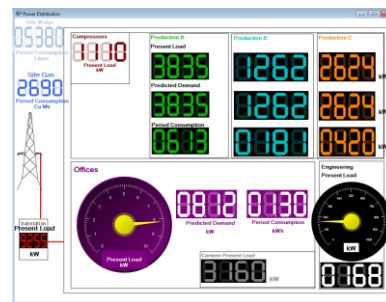 Power Distribution
Site Water
05380
Period Consumption
Litres
Site Gas
2690
Period Consumption
Cu Mtr
Substation
Present Load
9255
kW
Compressors
1110
Present Load
kW
Production A
Present Load
3835
Predicted Demand
3835
Period Consumption
0613
Production B
1262
1262
0181
Production C
2624
kW
2624
kW
0420
kW
Offices
Present Load
kW
0812
Predicted Demand
kW
0130
Period Consumption
kWh
Canteen Present Load
3160
kW
Engineering
Present Load
kW
0168